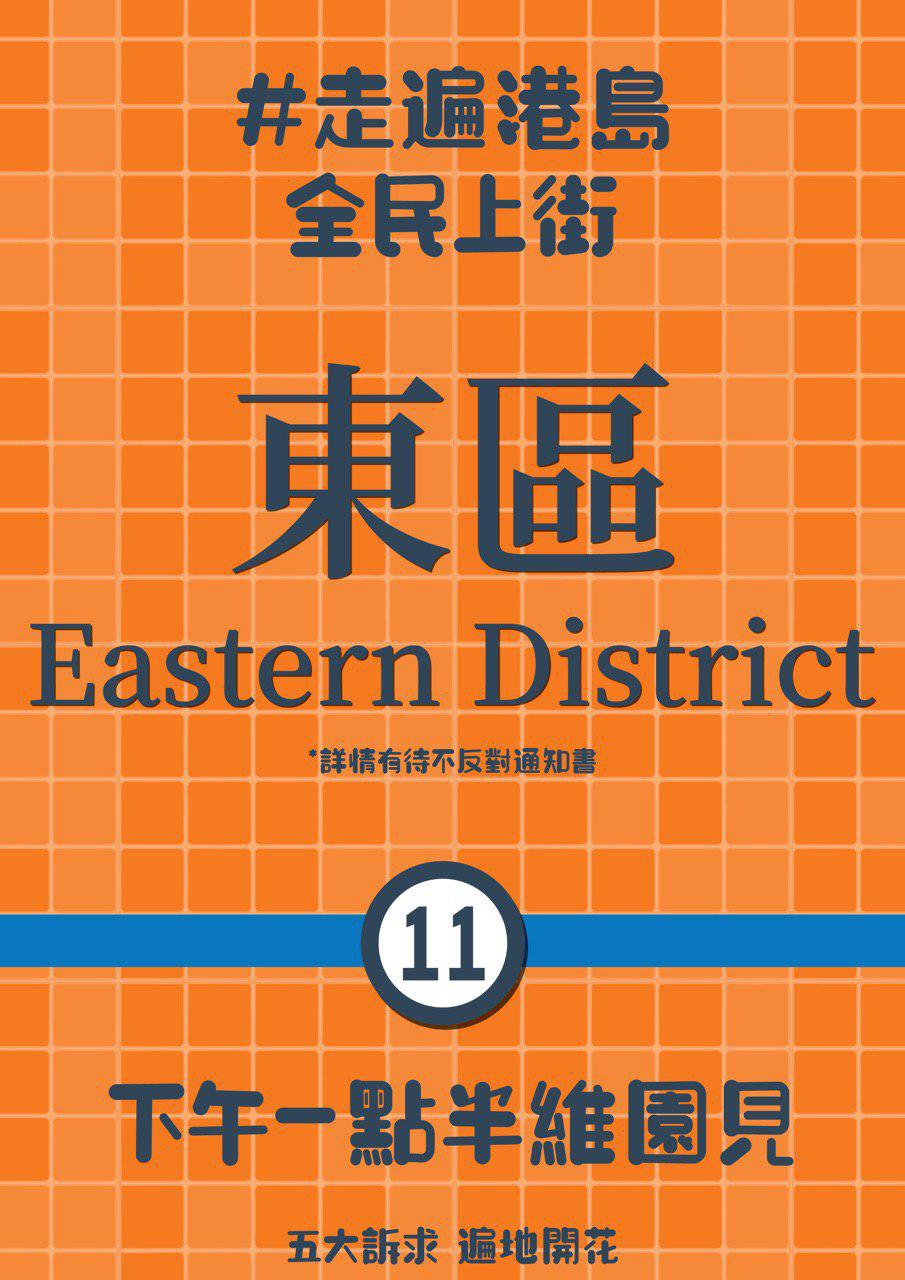 #走遍港島
全民上街
東區
Eastern District
*詳情有待不反對通知書
11
下午一點半維園見
五大訴求 遍地開花